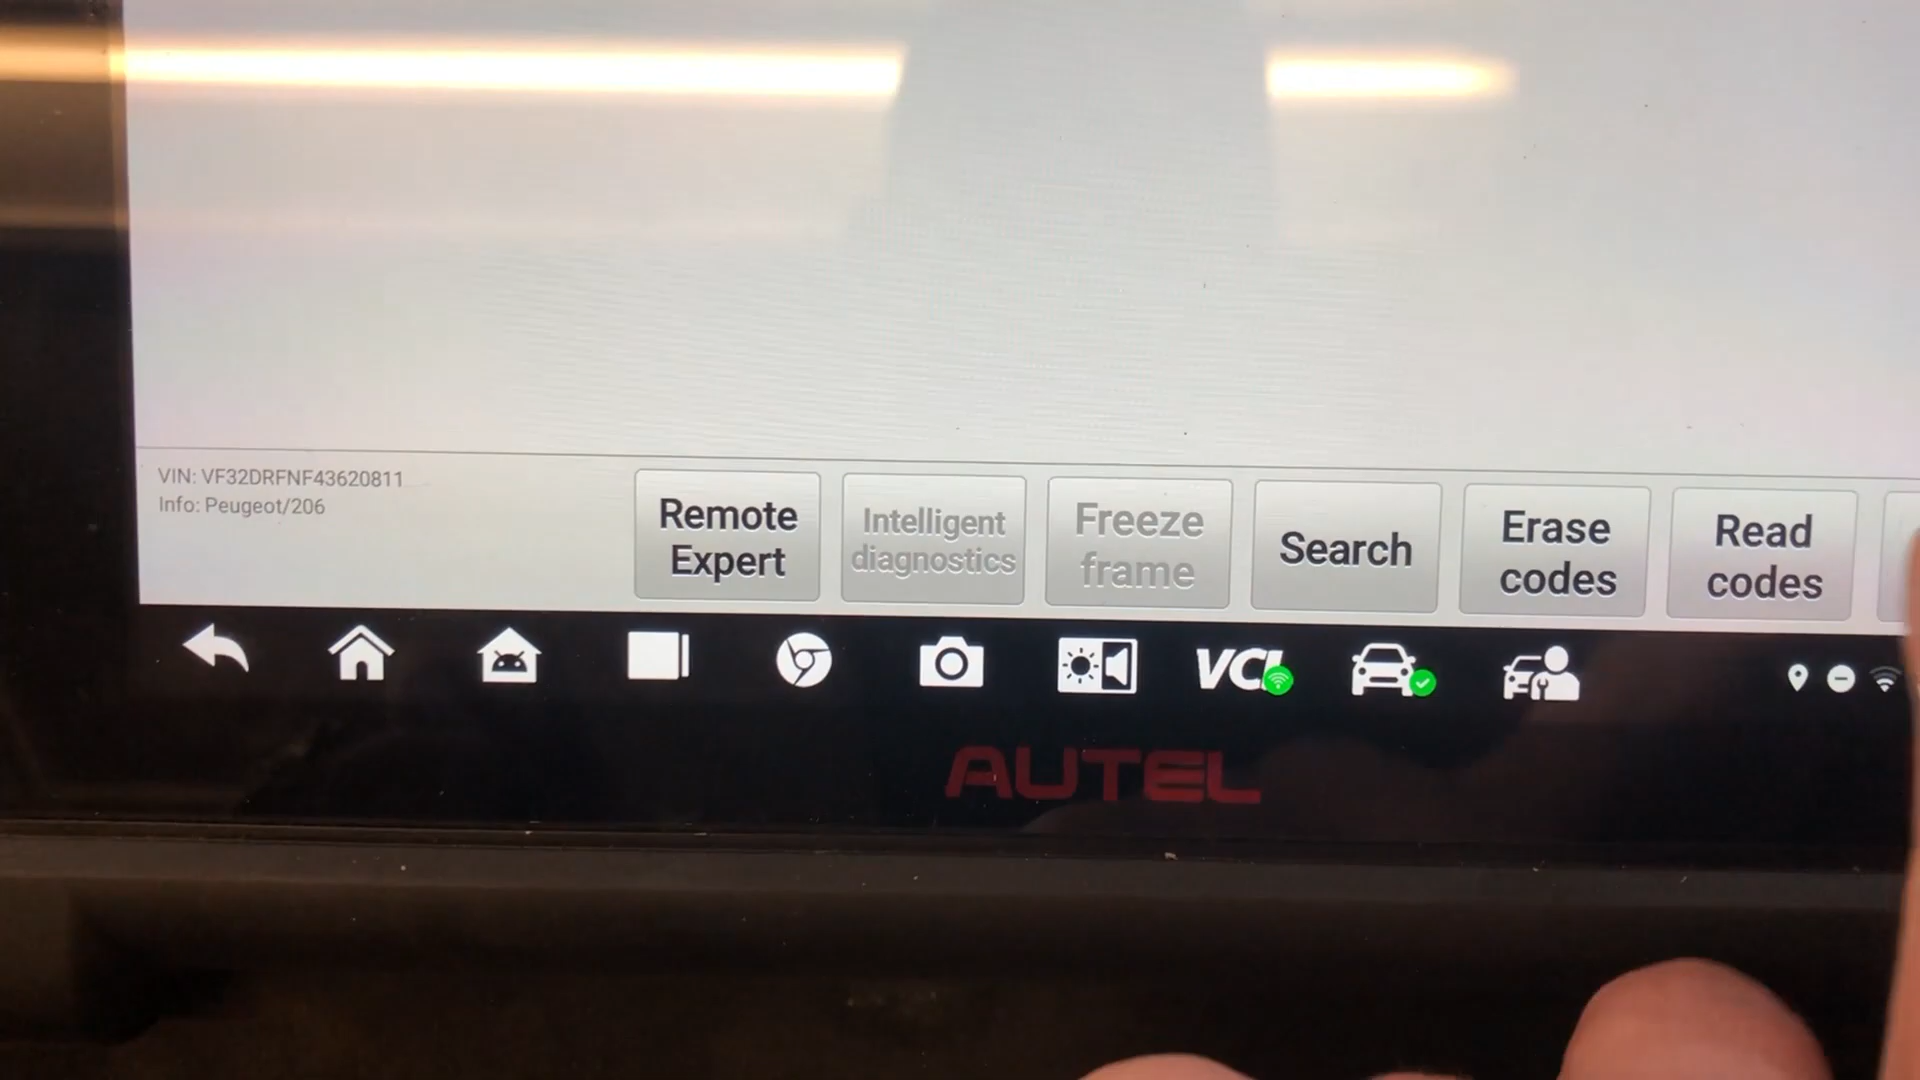 VIN: VF32DRFNF43620811
Info: Peugeot/206
Remote
Expert
Intelligent
diagnostics
Freeze
frame
Search
Erase
codes
Read
codes
VCI
AUTEL